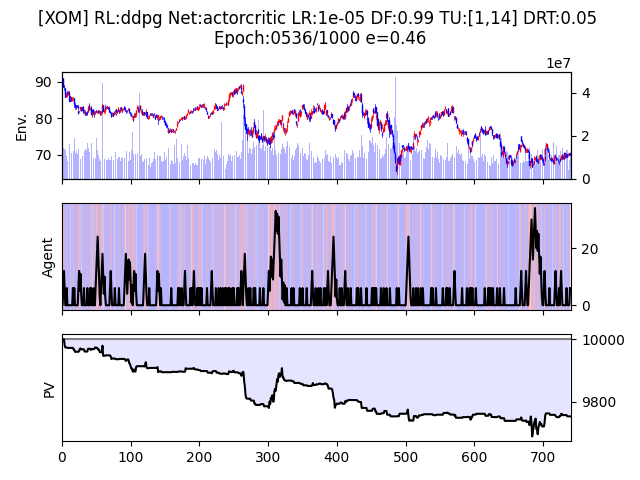 [XOM] RL:ddpg Net:actorcritic LR:1e-05 DF:0.99 TU:[1,14] DRT:0.05
Epoch:0536/1000 e=0.46
1e7
Env.
90
80
70
4
2
0
Agent
20
0
PV
10000
9800
0 100 200 300 400 500 600 700